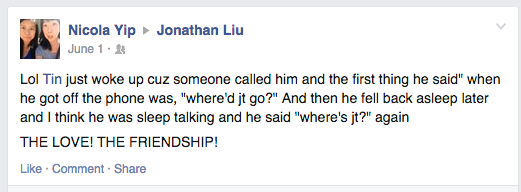 Nicola Yip ▸ Jonathan Liu
June 1 ·
Lol Tin just woke up cuz someone called him and the first thing he said" when
he got off the phone was, "where'd jt go?" And then he fell back asleep later
and I think he was sleep talking and he said "where's jt?" again
THE LOVE! THE FRIENDSHIP!
Like · Comment · Share